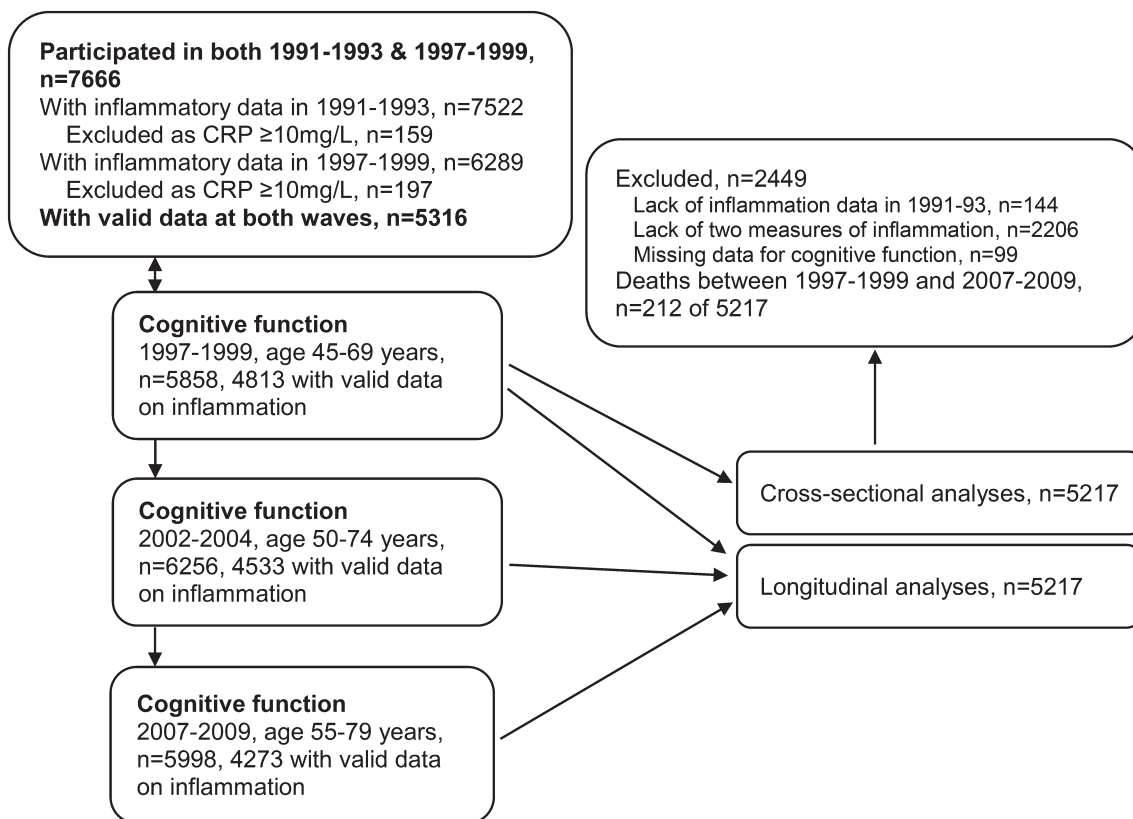 Participated in both 1991-1993 & 1997-1999,
n=7666
With inflammatory data in 1991-1993, n=7522
Excluded as CRP ≥10mg/L, n=159
With inflammatory data in 1997-1999, n=6289
Excluded as CRP ≥10mg/L, n=197
With valid data at both waves, n=5316
Excluded, n=2449
Lack of inflammation data in 1991-93, n=144
Lack of two measures of inflammation, n=2206
Missing data for cognitive function, n=99
Deaths between 1997-1999 and 2007-2009,
n=212 of 5217
Cognitive function
1997-1999, age 45-69 years,
n=5858, 4813 with valid data
on inflammation
Cognitive function
2002-2004, age 50-74 years,
n=6256, 4533 with valid data
on inflammation
Cognitive function
2007-2009, age 55-79 years,
n=5998, 4273 with valid data
on inflammation
Cross-sectional analyses, n=5217
Longitudinal analyses, n=5217